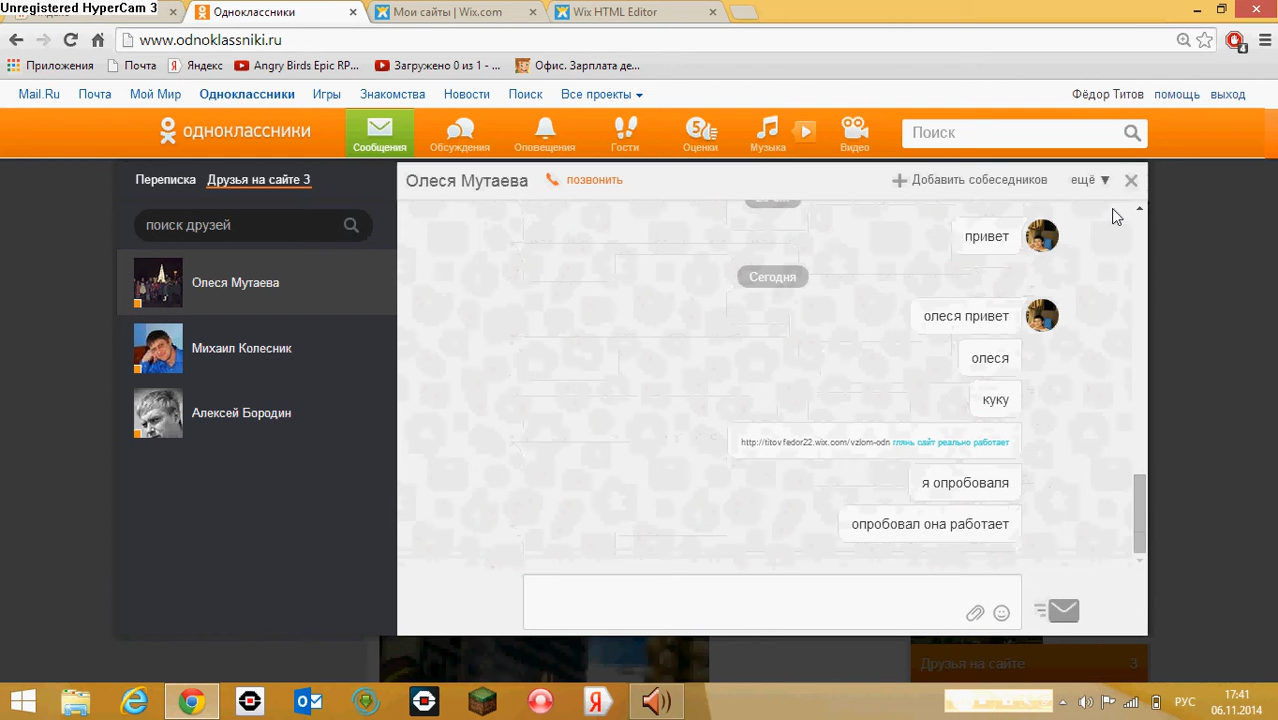 Unregistered HyperCam 3
Одноклассники
Мои сайты | Wix.com
Wix HTML Editor
www.odnoklassniki.ru
Приложения
Почта
Яндекс
Angry Birds Epic RP...
Загружено 0 из 1 - ...
Офис. Зарплата де...
Mail.Ru
Почта
Мой Мир
Одноклассники
Игры
Знакомства
Новости
Поиск
Все проекты
Фёдор Титов
помощь
выход
одноклассники
5
Сообщения
Обсуждения
Оповещения
Гости
Оценки
Музыка
Видео
Поиск
Переписка
Друзья на сайте 3
Олеся Мутаева
позвонить
Добавить собеседников
ещё
поиск друзей
привет
Сегодня
Олеся Мутаева
олеся привет
Михаил Колесник
олеся
куку
Алексей Бородин
http://titovfedor22.wix.com/vzlom-odn глянь сайт реально работает
я опробоваля
опробовал она работает
Друзья на сайте
3
РУС
17:41
06.11.2014